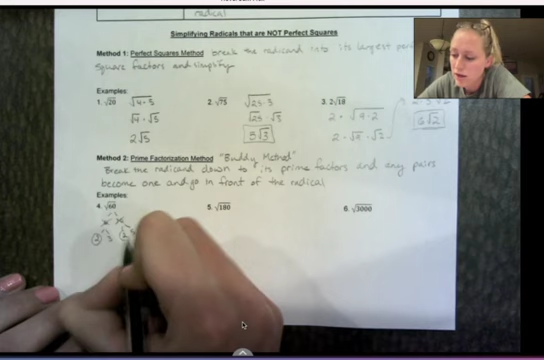 radical
Simplifying Radicals that are NOT Perfect Squares
Method 1: Perfect Squares Method break the radicand into its largest
square factors and simplify
Examples:
1. √20 √4·5
√4 · √5
2√5
2. √75 √25·3
√25 · √3
5√3
3. 2√18
2 · √9·2
2 · √9 · √2
6√2
Method 2: Prime Factorization Method "Buddy Method"
Break the radicand down to its prime factors and any pairs
become one and go in front of the radical
Examples:
4. √60 5. √180 6. √3000
2 3 2